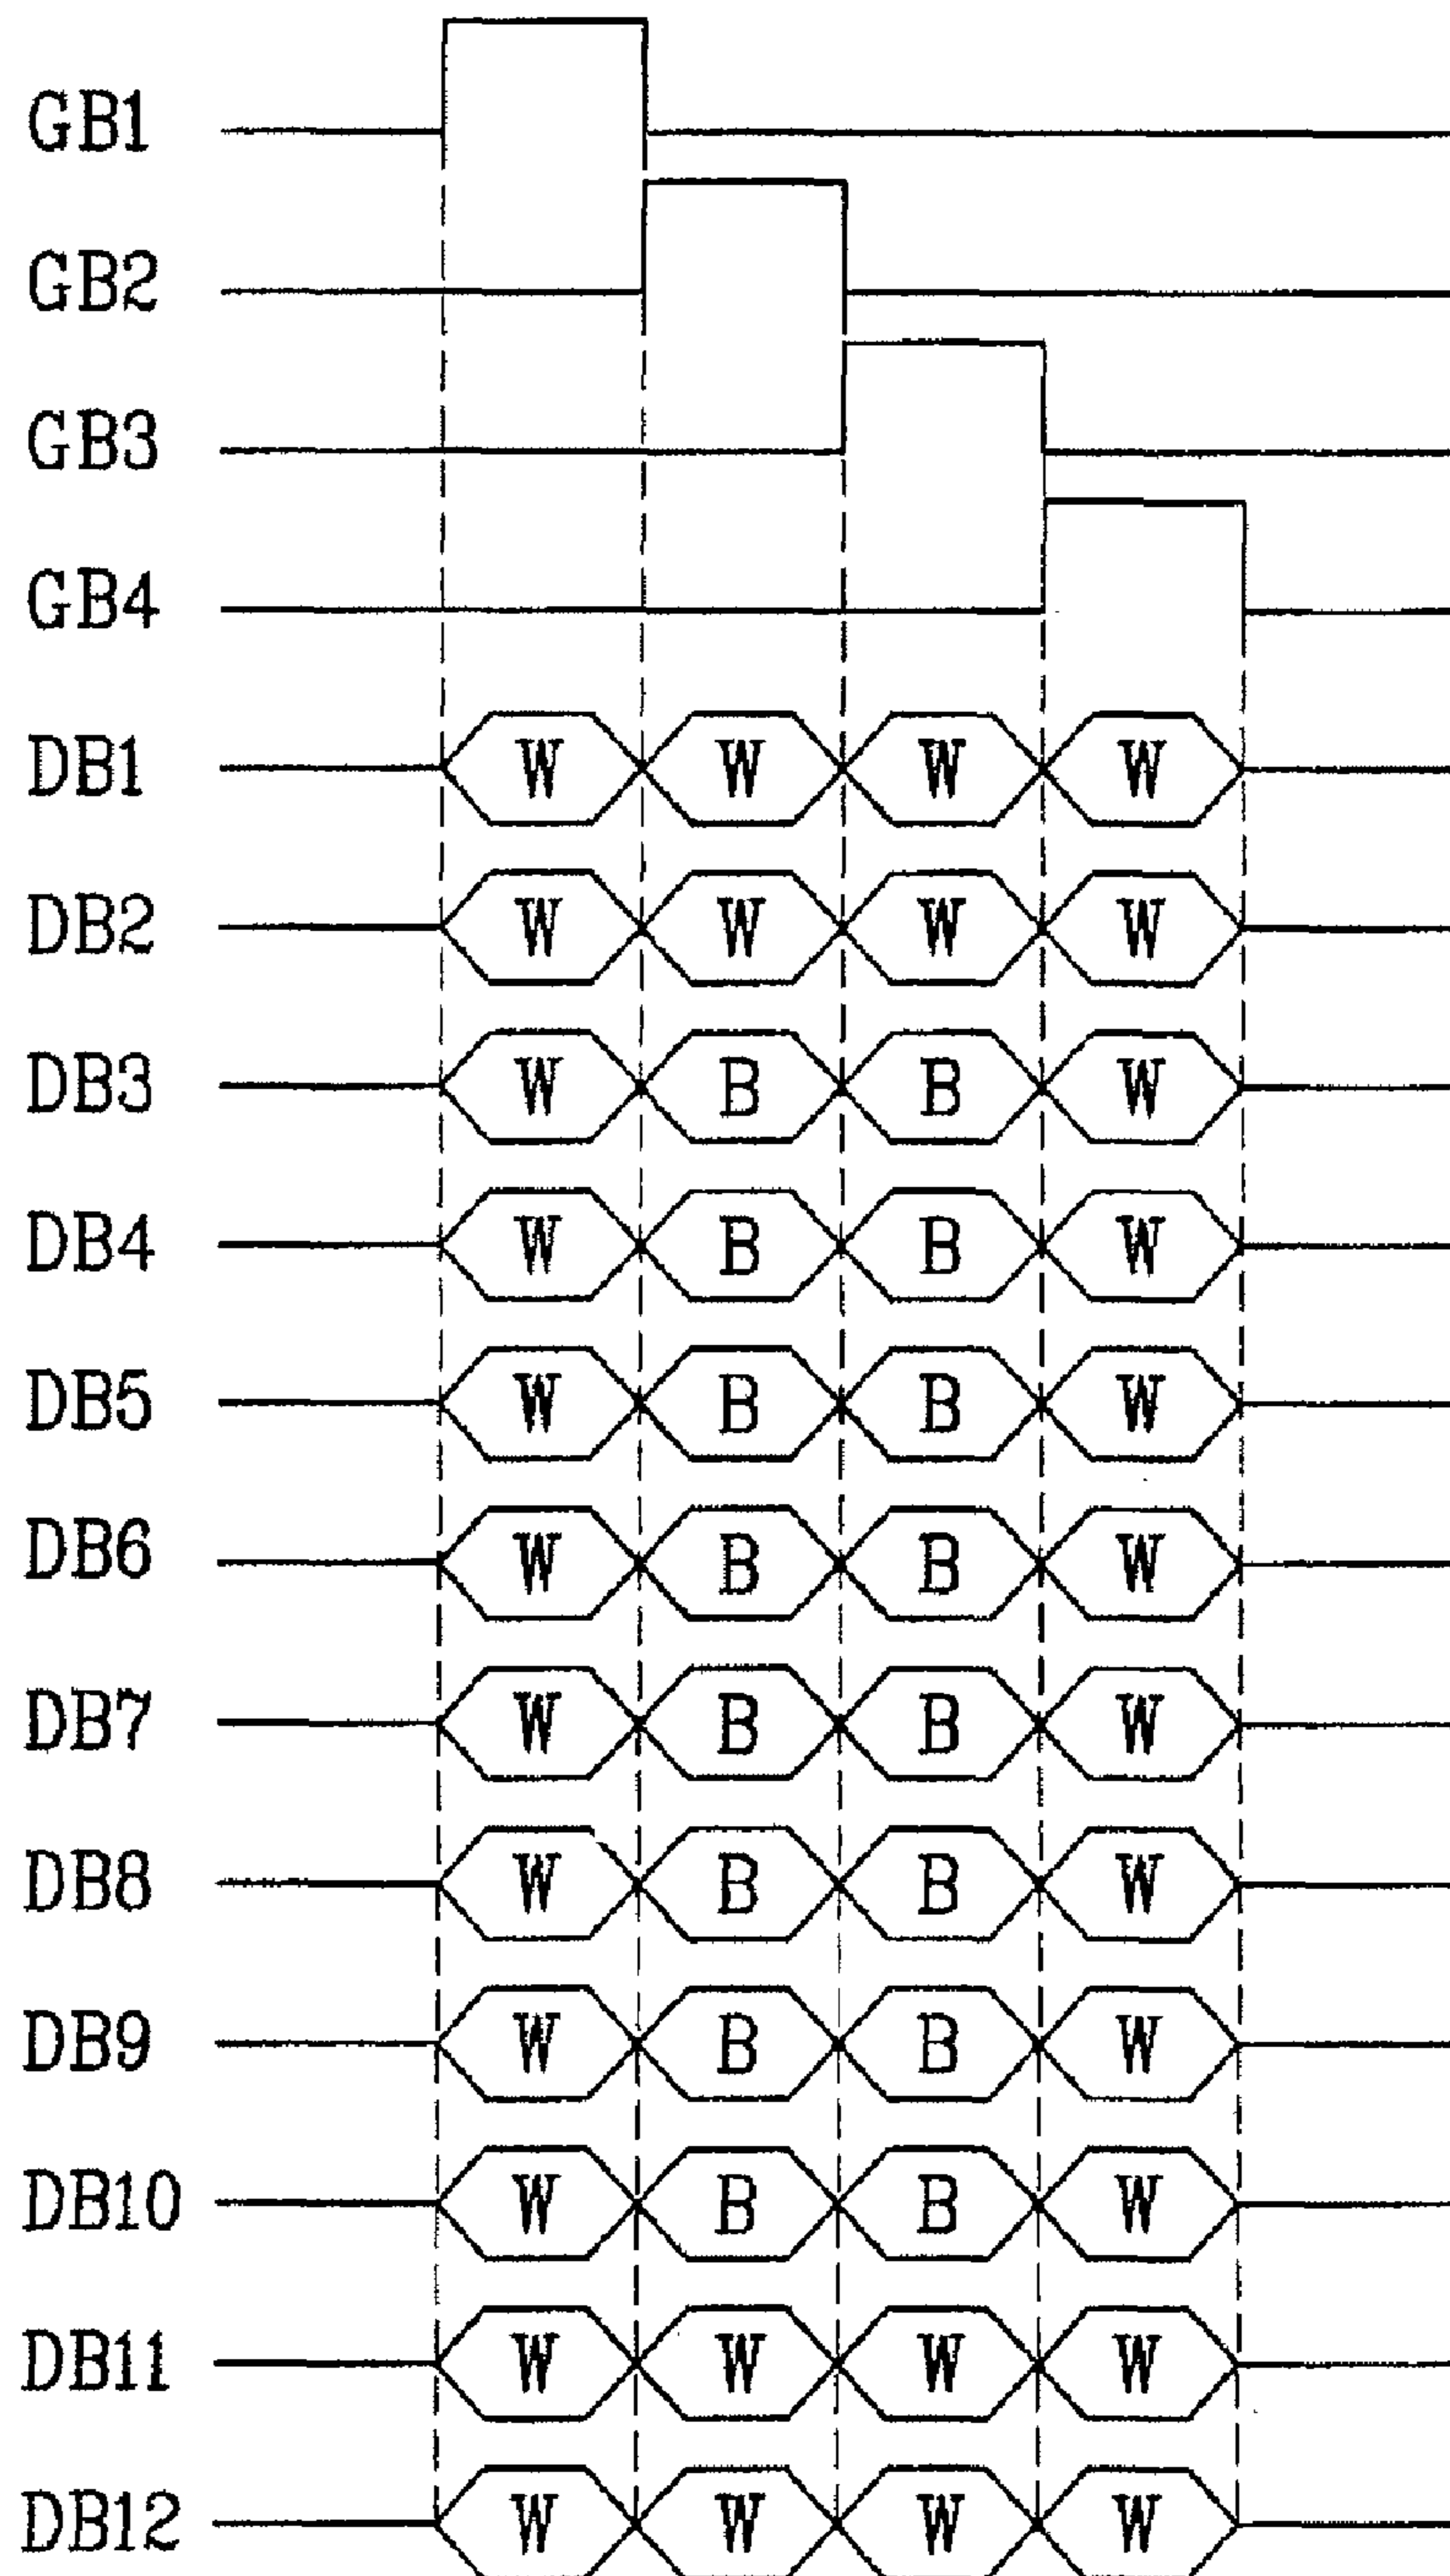 GB1
GB2
GB3
GB4
DB1 W W W W
DB2 W W W W
DB3 W B B W
DB4 W B B W
DB5 W B B W
DB6 W B B W
DB7 W B B W
DB8 W B B W
DB9 W B B W
DB10 W B B W
DB11 W W W W
DB12 W W W W